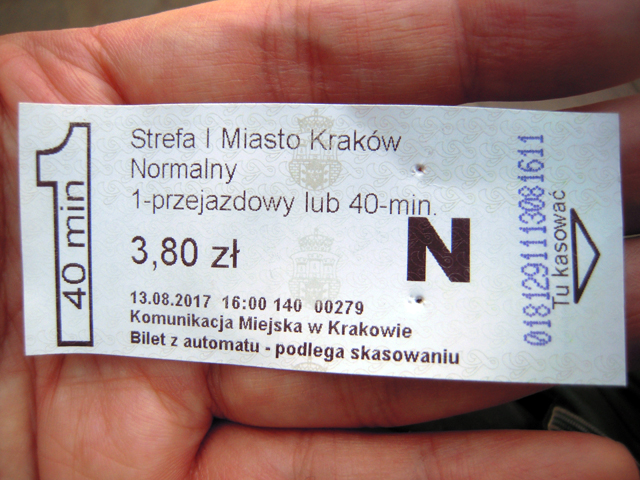 1
40 min
Strefa I Miasto Kraków
Normalny
1-przejazdowy lub 40-min.
3,80 zł
N
13.08.2017 16:00 140 00279
Komunikacja Miejska w Krakowie
Bilet z automatu - podlega skasowaniu
0181291113081611
Tu kasować